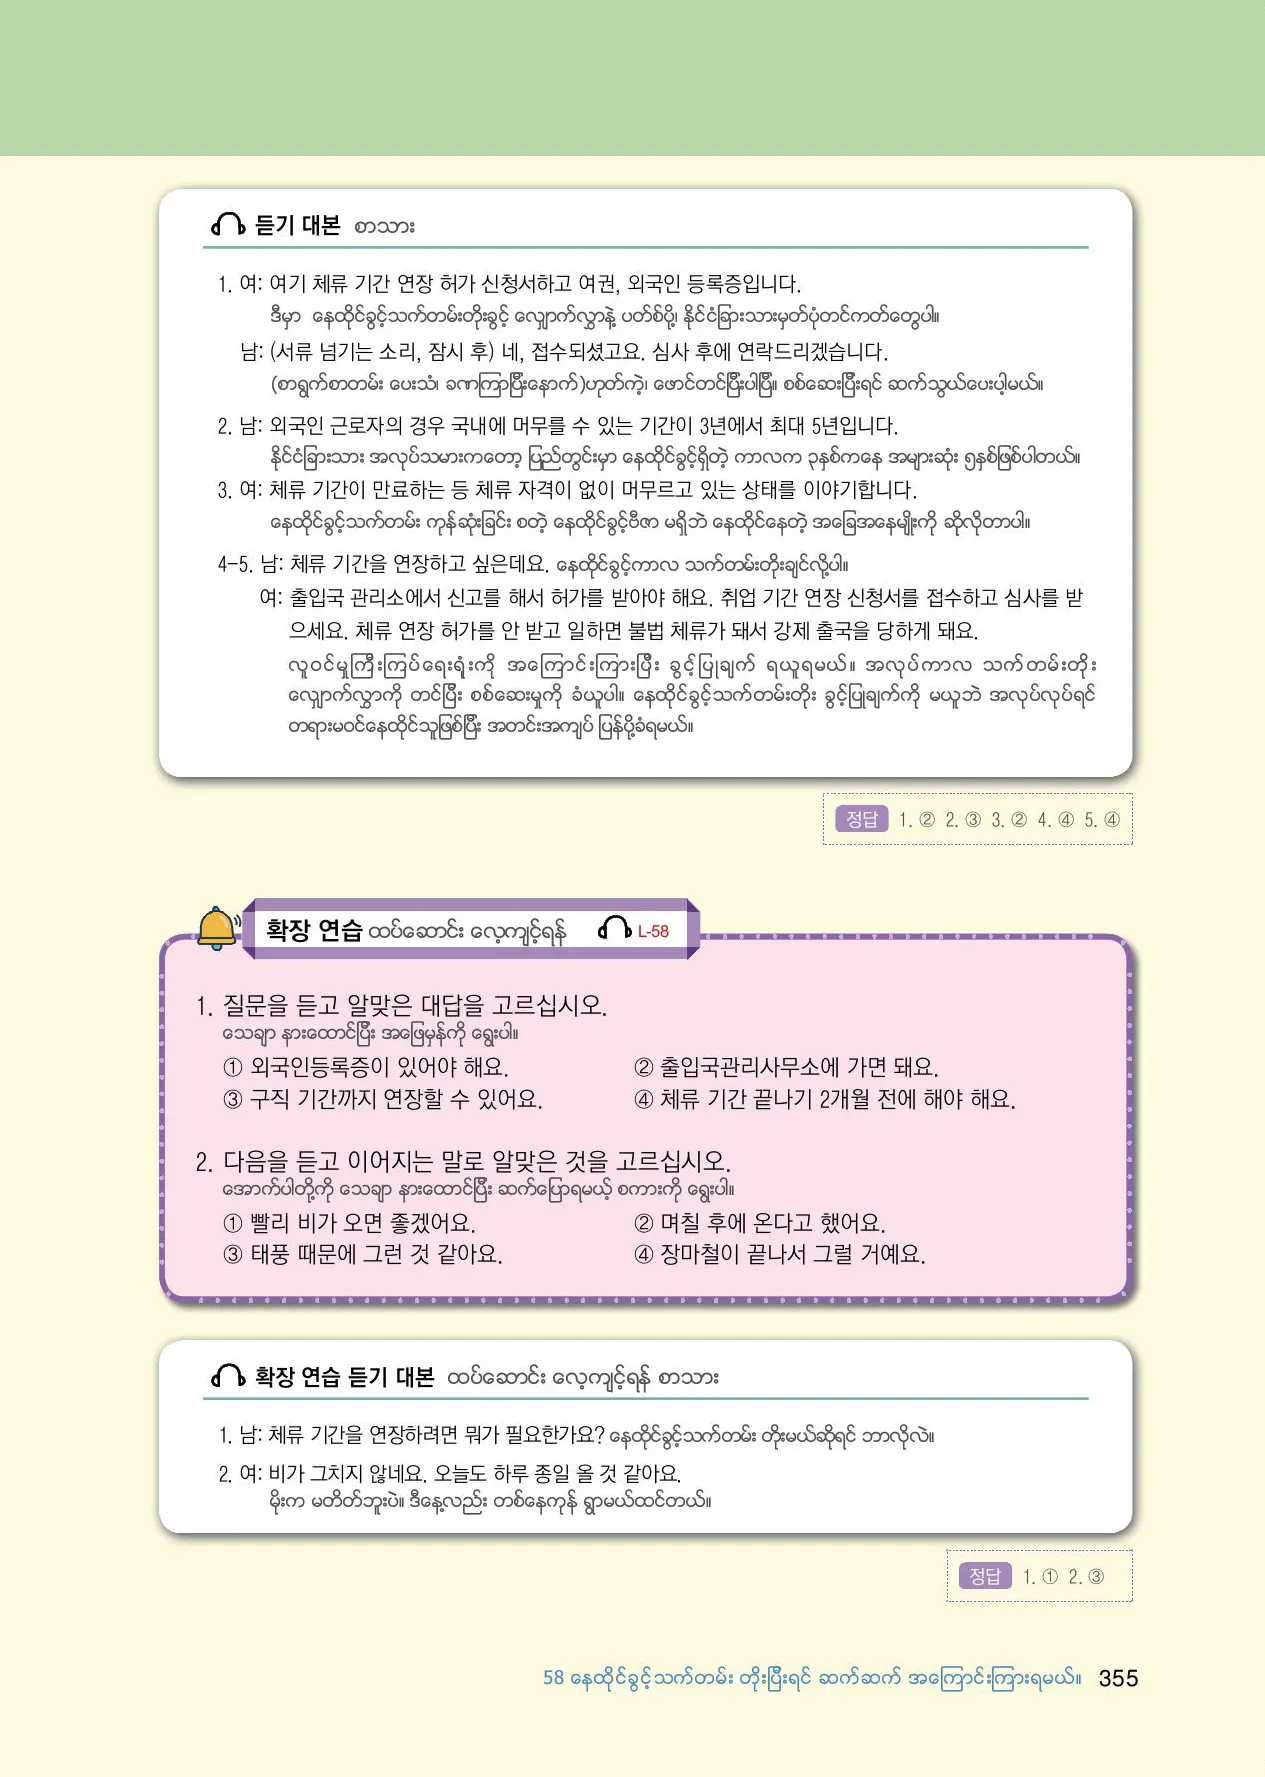 듣기 대본 စာသား
1. 여: 여기 체류 기간 연장 허가 신청서하고 여권, 외국인 등록증입니다.
ဒီမှာ နေထိုင်ခွင့်သက်တမ်းတိုးခွင့် လျှောက်လွှာနဲ့ ပတ်စ်ပို့၊ နိုင်ငံခြားသားမှတ်ပုံတင်ကတ်တွေပါ။
남: (서류 넘기는 소리, 잠시 후) 네, 접수되셨고요. 심사 후에 연락드리겠습니다.
(စာရွက်စာတမ်း ပေးသံ၊ ခဏကြာပြီးနောက်)ဟုတ်ကဲ့၊ ဖောင်တင်ပြီးပါပြီ။ စစ်ဆေးပြီးရင် ဆက်သွယ်ပေးပါ့မယ်။
2. 남: 외국인 근로자의 경우 국내에 머무를 수 있는 기간이 3년에서 최대 5년입니다.
နိုင်ငံခြားသား အလုပ်သမားကတော့ ပြည်တွင်းမှာ နေထိုင်ခွင့်ရှိတဲ့ ကာလက ၃နှစ်ကနေ အများဆုံး ၅နှစ်ဖြစ်ပါတယ်။
3. 여: 체류 기간이 만료하는 등 체류 자격이 없이 머무르고 있는 상태를 이야기합니다.
နေထိုင်ခွင့်သက်တမ်း ကုန်ဆုံးခြင်း စတဲ့ နေထိုင်ခွင့်ဗီဇာ မရှိဘဲ နေထိုင်နေတဲ့ အခြေအနေမျိုးကို ဆိုလိုတာပါ။
4-5. 남: 체류 기간을 연장하고 싶은데요. နေထိုင်ခွင့်ကာလ သက်တမ်းတိုးချင်လို့ပါ။
여: 출입국 관리소에서 신고를 해서 허가를 받아야 해요. 취업 기간 연장 신청서를 접수하고 심사를 받
으세요. 체류 연장 허가를 안 받고 일하면 불법 체류가 돼서 강제 출국을 당하게 돼요.
လူဝင်မှုကြီးကြပ်ရေးရုံးကို အကြောင်းကြားပြီး ခွင့်ပြုချက် ရယူရမယ်။ အလုပ်ကာလ သက်တမ်းတိုး
လျှောက်လွှာကို တင်ပြီး စစ်ဆေးမှုကို ခံယူပါ။ နေထိုင်ခွင့်သက်တမ်းတိုး ခွင့်ပြုချက်ကို မယူဘဲ အလုပ်လုပ်ရင်
တရားမဝင်နေထိုင်သူဖြစ်ပြီး အတင်းအကျပ် ပြန်ပို့ခံရမယ်။
정답 1. ② 2. ③ 3. ② 4. ④ 5. ④
확장 연습 ထပ်ဆောင်း လေ့ကျင့်ရန် L-58
1. 질문을 듣고 알맞은 대답을 고르십시오.
သေချာ နားထောင်ပြီး အဖြေမှန်ကို ရွေးပါ။
① 외국인등록증이 있어야 해요. ② 출입국관리사무소에 가면 돼요.
③ 구직 기간까지 연장할 수 있어요. ④ 체류 기간 끝나기 2개월 전에 해야 해요.
2. 다음을 듣고 이어지는 말로 알맞은 것을 고르십시오.
အောက်ပါတို့ကို သေချာ နားထောင်ပြီး ဆက်ပြောရမယ့် စကားကို ရွေးပါ။
① 빨리 비가 오면 좋겠어요. ② 며칠 후에 온다고 했어요.
③ 태풍 때문에 그런 것 같아요. ④ 장마철이 끝나서 그럴 거예요.
확장 연습 듣기 대본 ထပ်ဆောင်း လေ့ကျင့်ရန် စာသား
1. 남: 체류 기간을 연장하려면 뭐가 필요한가요? နေထိုင်ခွင့်သက်တမ်း တိုးမယ်ဆိုရင် ဘာလိုလဲ။
2. 여: 비가 그치지 않네요. 오늘도 하루 종일 올 것 같아요.
မိုးက မတိတ်ဘူးပဲ။ ဒီနေ့လည်း တစ်နေကုန် ရွာမယ်ထင်တယ်။
정답 1. ① 2. ③
58 နေထိုင်ခွင့်သက်တမ်း တိုးပြီးရင် ဆက်ဆက် အကြောင်းကြားရမယ်။ 355